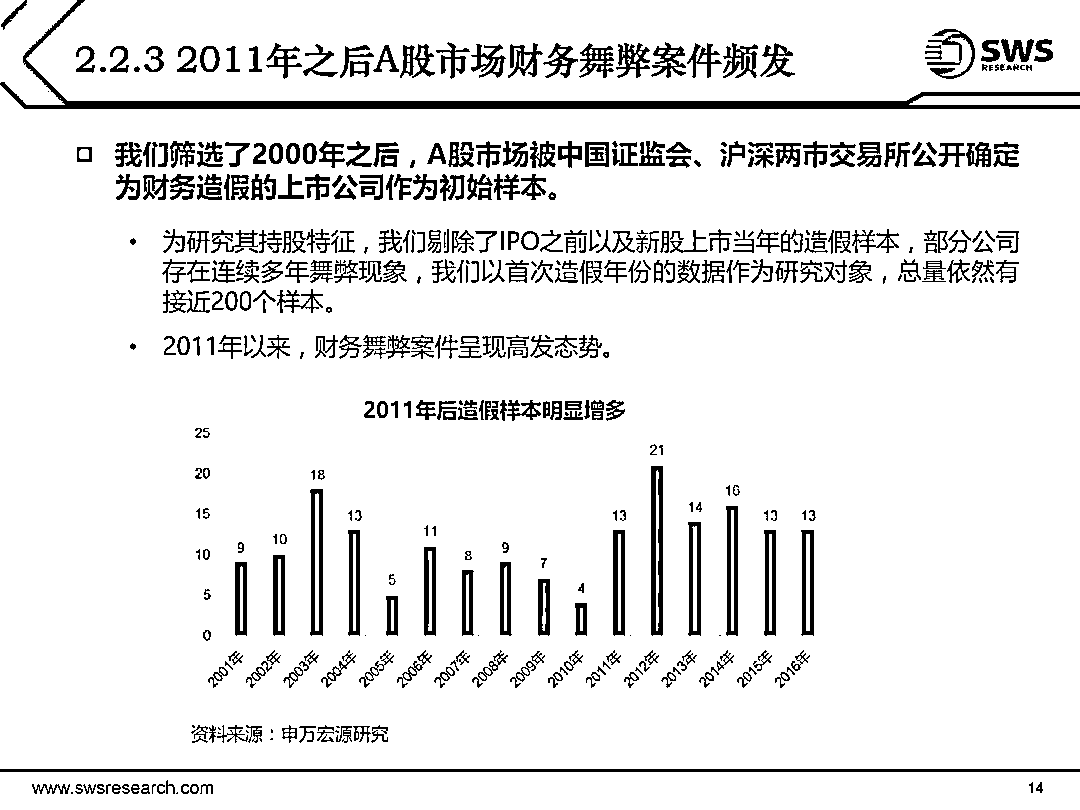 2.2.3 2011年之后A股市场财务舞弊案件频发
SWS
RESEARCH
我们筛选了2000年之后，A股市场被中国证监会、沪深两市交易所公开确定
为财务造假的上市公司作为初始样本。
• 为研究其持股特征，我们剔除了IPO之前以及新股上市当年的造假样本，部分公司
存在连续多年舞弊现象，我们以首次造假年份的数据作为研究对象，总量依然有
接近200个样本。
• 2011年以来，财务舞弊案件呈现高发态势。
2011年后造假样本明显增多
25
20
15
10
5
0
9
10
18
13
5
11
8
9
7
4
13
21
14
16
13
13
2001年
2002年
2003年
2004年
2005年
2006年
2007年
2008年
2009年
2010年
2011年
2012年
2013年
2014年
2015年
2016年
资料来源：申万宏源研究
www.swsresearch.com
14